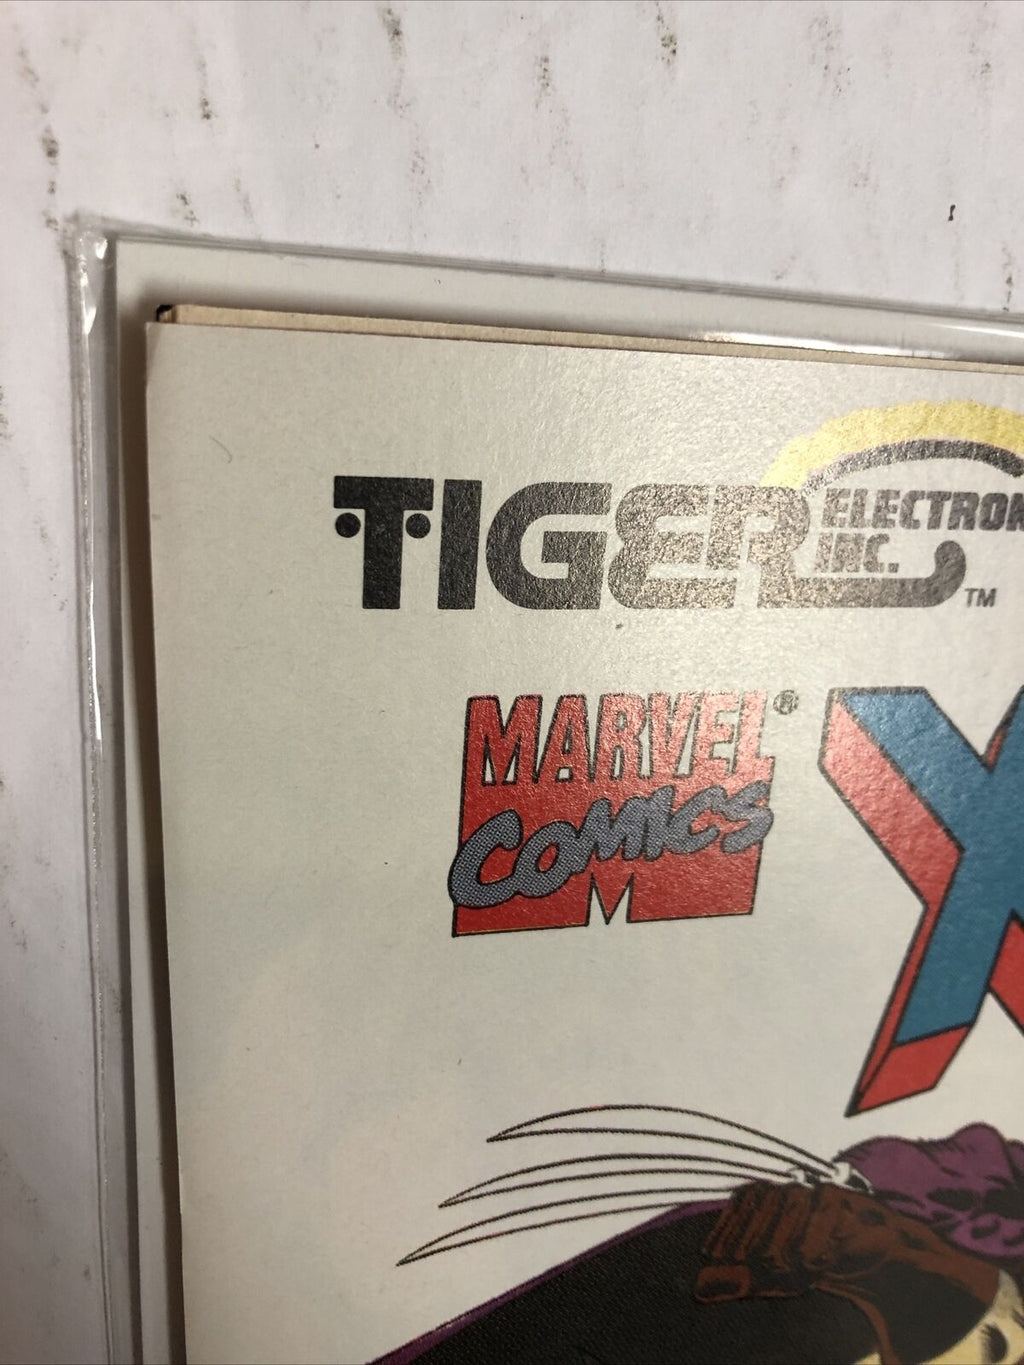 TIGER ELECTRON
INC. ™
MARVEL ®
COMICS
M
X